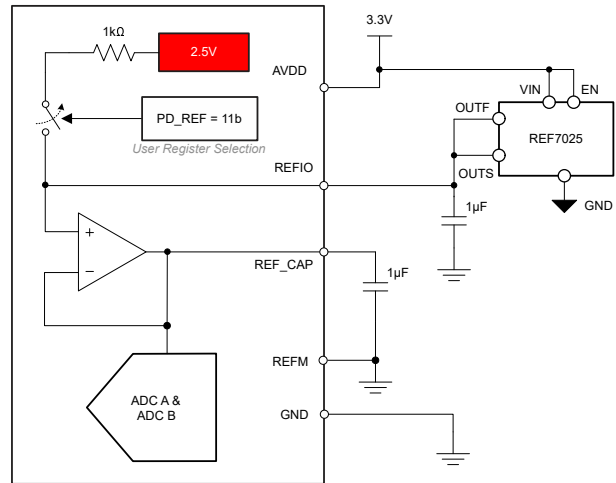 1kΩ
2.5V
3.3V
AVDD
VIN
EN
OUTF
REF7025
PD_REF = 11b
User Register Selection
REFIO
OUTS
GND
1µF
+
−
REF_CAP
1µF
REFM
ADC A &
ADC B
GND